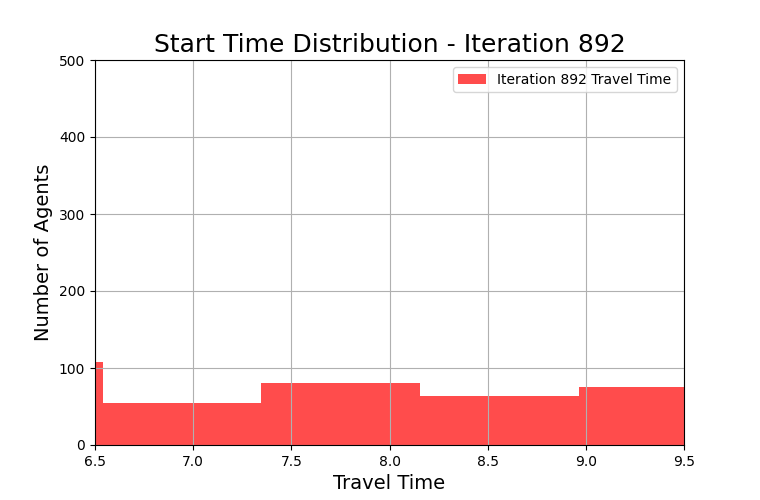 Start Time Distribution - Iteration 892
500
Iteration 892 Travel Time
400
300
200
100
0
Number of Agents
6.5 7.0 7.5 8.0 8.5 9.0 9.5
Travel Time